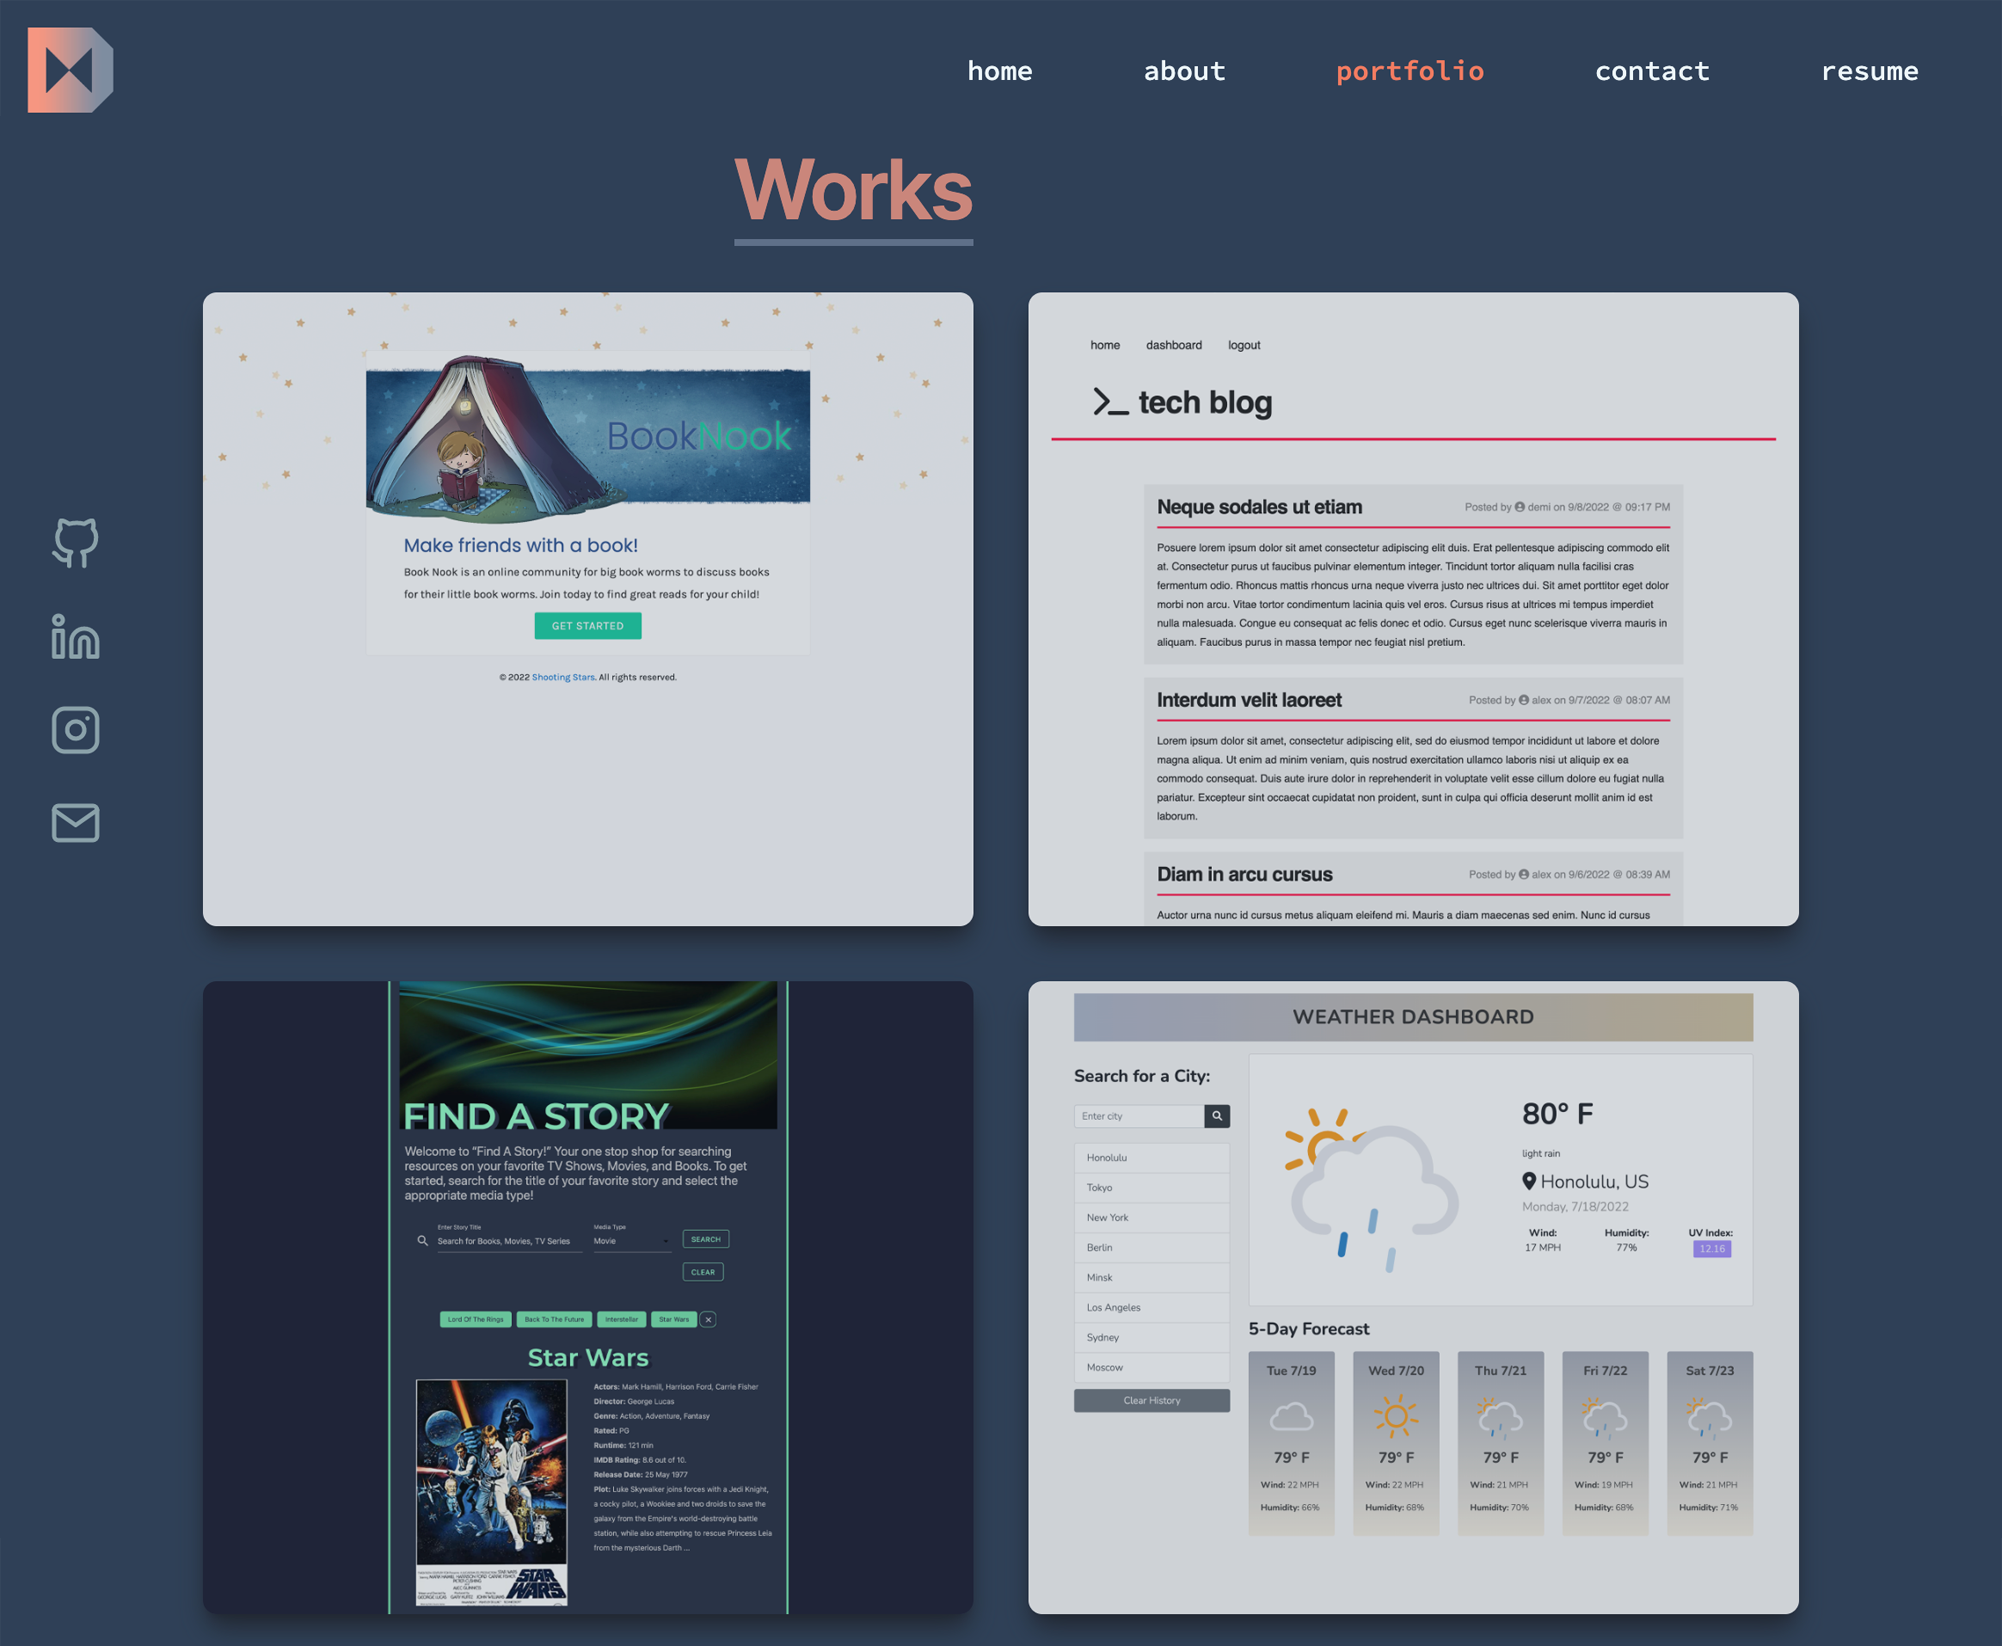 home about portfolio contact resume
Works
BookNook
Make friends with a book!
Book Nook is an online community for big book worms to discuss books
for their little book worms. Join today to find great reads for your child!
GET STARTED
© 2022 Shooting Stars. All rights reserved.
home dashboard logout
>_ tech blog
Neque sodales ut etiam
Posted by demi on 9/8/2022 @ 09:17 PM
Posuere lorem ipsum dolor sit amet consectetur adipiscing elit duis. Erat pellentesque adipiscing commodo elit
at. Consectetur purus ut faucibus pulvinar elementum integer. Tincidunt tortor aliquam nulla facilisi cras
fermentum odio. Rhoncus mattis rhoncus urna neque viverra justo nec ultrices dui. Sit amet porttitor eget dolor
morbi non arcu. Vitae tortor condimentum lacinia quis vel eros. Cursus risus at ultrices mi tempus imperdiet
nulla malesuada. Congue eu consequat ac felis donec et odio. Cursus eget nunc scelerisque viverra mauris in
aliquam. Faucibus purus in massa tempor nec feugiat nisl pretium.
Interdum velit laoreet
Posted by alex on 9/7/2022 @ 08:07 AM
Lorem ipsum dolor sit amet, consectetur adipiscing elit, sed do eiusmod tempor incididunt ut labore et dolore
magna aliqua. Ut enim ad minim veniam, quis nostrud exercitation ullamco laboris nisi ut aliquip ex ea
commodo consequat. Duis aute irure dolor in reprehenderit in voluptate velit esse cillum dolore eu fugiat nulla
pariatur. Excepteur sint occaecat cupidatat non proident, sunt in culpa qui officia deserunt mollit anim id est
laborum.
Diam in arcu cursus
Posted by alex on 9/6/2022 @ 08:39 AM
Auctor urna nunc id cursus metus aliquam eleifend mi. Mauris a diam maecenas sed enim. Nunc id cursus
FIND A STORY
Welcome to "Find A Story!" Your one stop shop for searching
resources on your favorite TV Shows, Movies, and Books. To get
started, search for the title of your favorite story and select the
appropriate media type!
Enter Story Title
Search for Books, Movies, TV Series
Media Type
Movie
SEARCH
CLEAR
Lord Of The Rings Back To The Future Interstellar Star Wars ×
Star Wars
Actors: Mark Hamill, Harrison Ford, Carrie Fisher
Director: George Lucas
Genre: Action, Adventure, Fantasy
Rated: PG
Runtime: 121 min
IMDB Rating: 8.6 out of 10.
Release Date: 25 May 1977
Plot: Luke Skywalker joins forces with a Jedi Knight,
a cocky pilot, a Wookiee and two droids to save the
galaxy from the Empire's world-destroying battle
station, while also attempting to rescue Princess Leia
from the mysterious Darth ...
STAR
WARS
WEATHER DASHBOARD
Search for a City:
Enter city
Honolulu
Tokyo
New York
Berlin
Minsk
Los Angeles
Sydney
Moscow
Clear History
80° F
light rain
Honolulu, US
Monday, 7/18/2022
Wind: Humidity: UV Index:
17 MPH 77% 12.16
5-Day Forecast
Tue 7/19 Wed 7/20 Thu 7/21 Fri 7/22 Sat 7/23
79° F 79° F 79° F 79° F 79° F
Wind: 22 MPH Wind: 22 MPH Wind: 21 MPH Wind: 19 MPH Wind: 21 MPH
Humidity: 66% Humidity: 68% Humidity: 70% Humidity: 68% Humidity: 71%